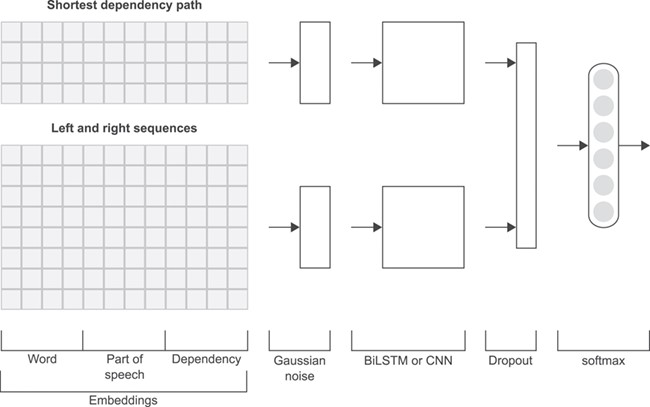 Shortest dependency path
Left and right sequences
Word
Part of
speech
Dependency
Gaussian
noise
BiLSTM or CNN
Dropout
softmax
Embeddings